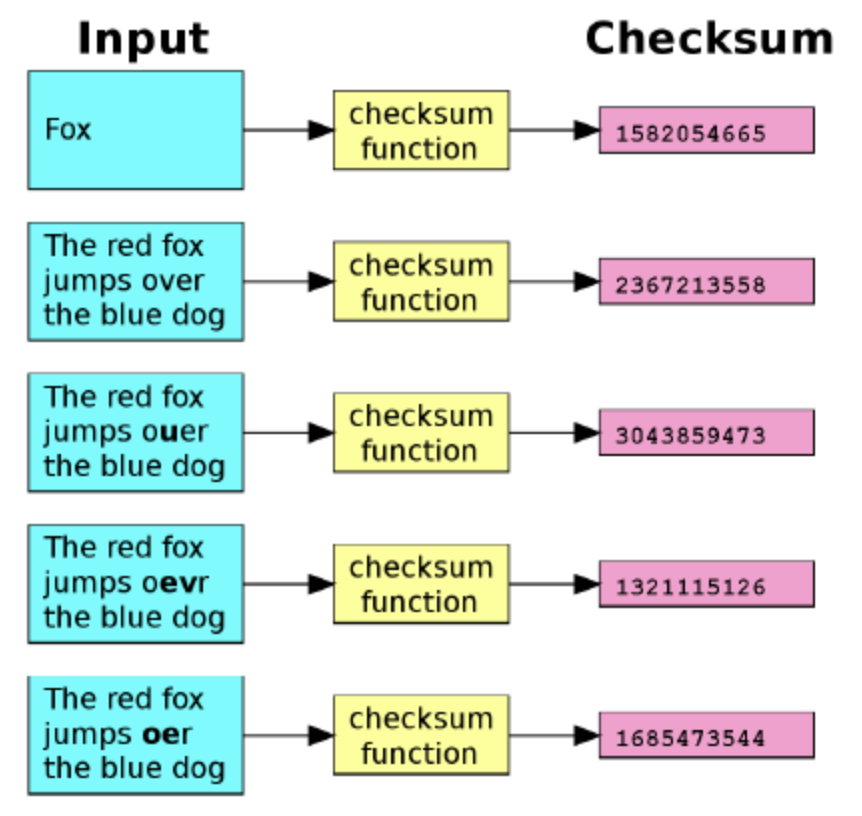 Input
Checksum
Fox
checksum
function
1582054665
The red fox
jumps over
the blue dog
checksum
function
2367213558
The red fox
jumps ouer
the blue dog
checksum
function
3043859473
The red fox
jumps oevr
the blue dog
checksum
function
1321115126
The red fox
jumps oer
the blue dog
checksum
function
1685473544